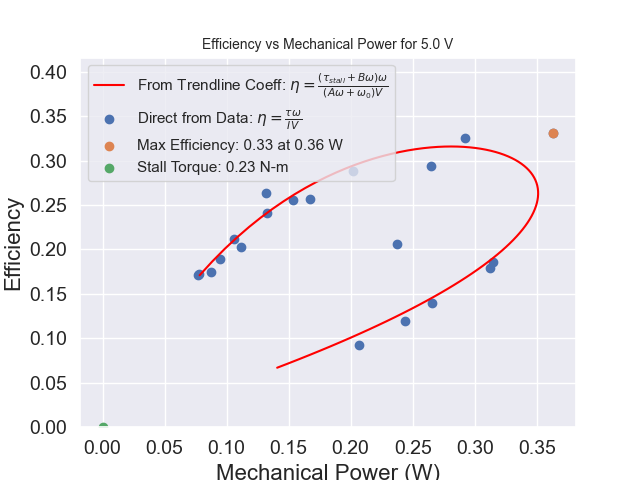 Efficiency vs Mechanical Power for 5.0 V
From Trendline Coeff: η = (τ_stall + Bω)ω / (Aω + ω₀)V
Direct from Data: η = τω / IV
Max Efficiency: 0.33 at 0.36 W
Stall Torque: 0.23 N-m
Efficiency
0.40
0.35
0.30
0.25
0.20
0.15
0.10
0.05
0.00
0.00 0.05 0.10 0.15 0.20 0.25 0.30 0.35
Mechanical Power (W)